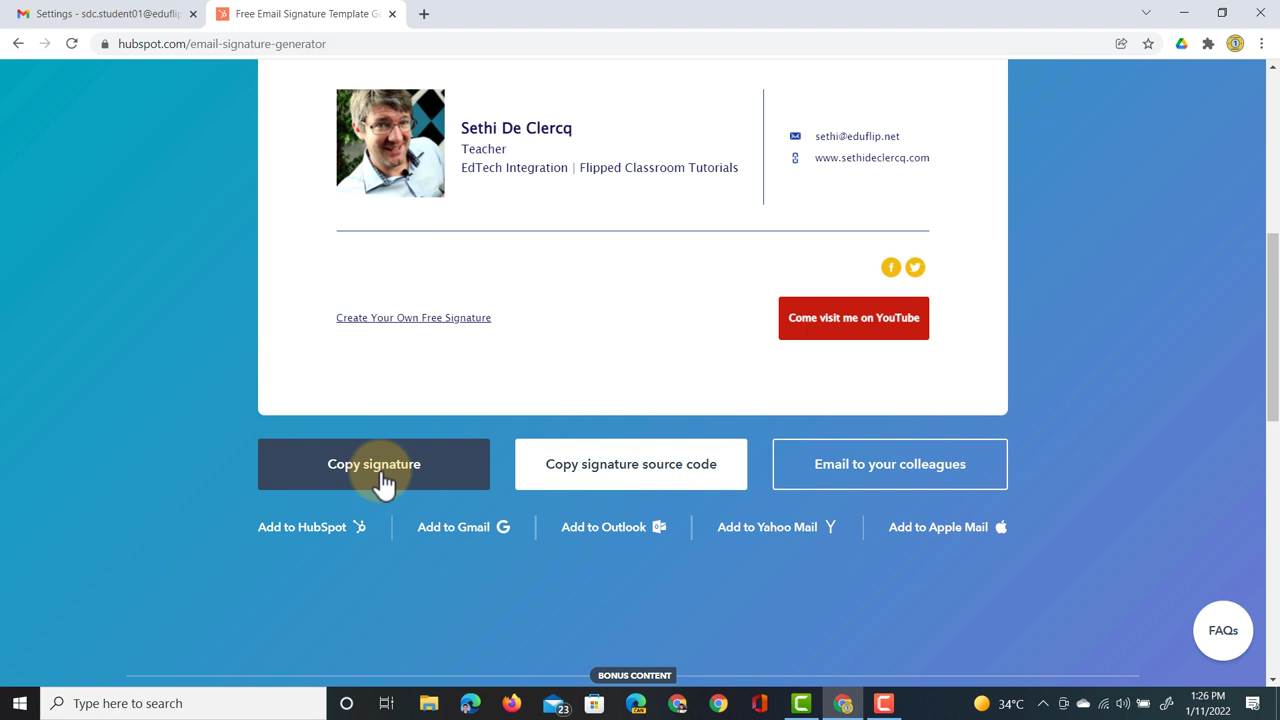 Settings - sdc.student01@eduflip
Free Email Signature Template Ge
hubspot.com/email-signature-generator
Sethi De Clercq
Teacher
EdTech Integration | Flipped Classroom Tutorials
sethi@eduflip.net
www.sethideclercq.com
Create Your Own Free Signature
Come visit me on YouTube
Copy signature
Copy signature source code
Email to your colleagues
Add to HubSpot
Add to Gmail
Add to Outlook
Add to Yahoo Mail
Add to Apple Mail
FAQs
BONUS CONTENT
Type here to search
23
CAN
34°C
1:26 PM
1/11/2022